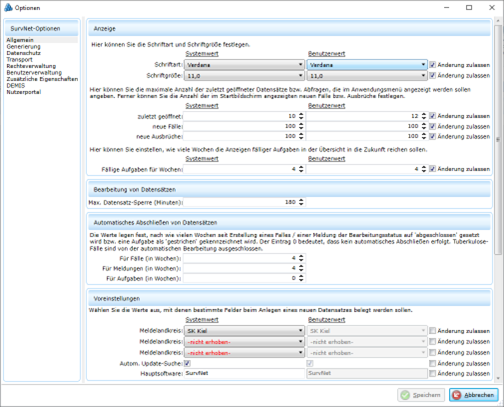 Optionen
SurvNet-Optionen
Allgemein
Generierung
Datenschutz
Transport
Rechteverwaltung
Benutzerverwaltung
Zusätzliche Eigenschaften
DEMIS
Nutzerportal
Anzeige
Hier können Sie die Schriftart und Schriftgröße festlegen.
Systemwert Benutzerwert
Schriftart: Verdana Verdana Änderung zulassen
Schriftgröße: 11,0 11,0 Änderung zulassen
Hier können Sie die maximale Anzahl der zuletzt geöffneter Datensätze bzw. Abfragen, die im Anwendungsmenü angezeigt werden sollen
angeben. Ferner können Sie die Anzahl der im Startbildschirm angezeigten neuen Fälle bzw. Ausbrüche festlegen.
zuletzt geöffnet: 10 12 Änderung zulassen
neue Fälle: 100 100 Änderung zulassen
neue Ausbrüche: 100 100 Änderung zulassen
Hier können Sie einstellen, wie viele Wochen die Anzeigen fälliger Aufgaben in der Übersicht in die Zukunft reichen sollen.
Systemwert Benutzerwert
Fällige Aufgaben für Wochen: 4 4 Änderung zulassen
Bearbeitung von Datensätzen
Max. Datensatz-Sperre (Minuten): 180
Automatisches Abschließen von Datensätzen
Die Werte legen fest, nach wie vielen Wochen seit Erstellung eines Falles / einer Meldung der Bearbeitungsstatus auf 'abgeschlossen' gesetzt
wird bzw. eine Aufgabe als 'gestrichen' gekennzeichnet wird. Der Eintrag 0 bedeutet, dass kein automatisches Abschließen erfolgt. Tuberkulose-
Fälle sind von der automatischen Bearbeitung ausgeschlossen.
Für Fälle (in Wochen): 4
Für Meldungen (in Wochen): 4
Für Aufgaben (in Wochen): 0
Voreinstellungen
Wählen Sie die Werte aus, mit denen bestimmte Felder beim Anlegen eines neuen Datensatzes belegt werden sollen.
Systemwert Benutzerwert
Meldelandkreis: SK Kiel SK Kiel Änderung zulassen
Meldelandkreis: -nicht erhoben- -nicht erhoben- Änderung zulassen
Meldelandkreis: -nicht erhoben- -nicht erhoben- Änderung zulassen
Autom. Update-Suche: Änderung zulassen
Hauptsoftware: SurvNet SurvNet Änderung zulassen
Speichern Abbrechen